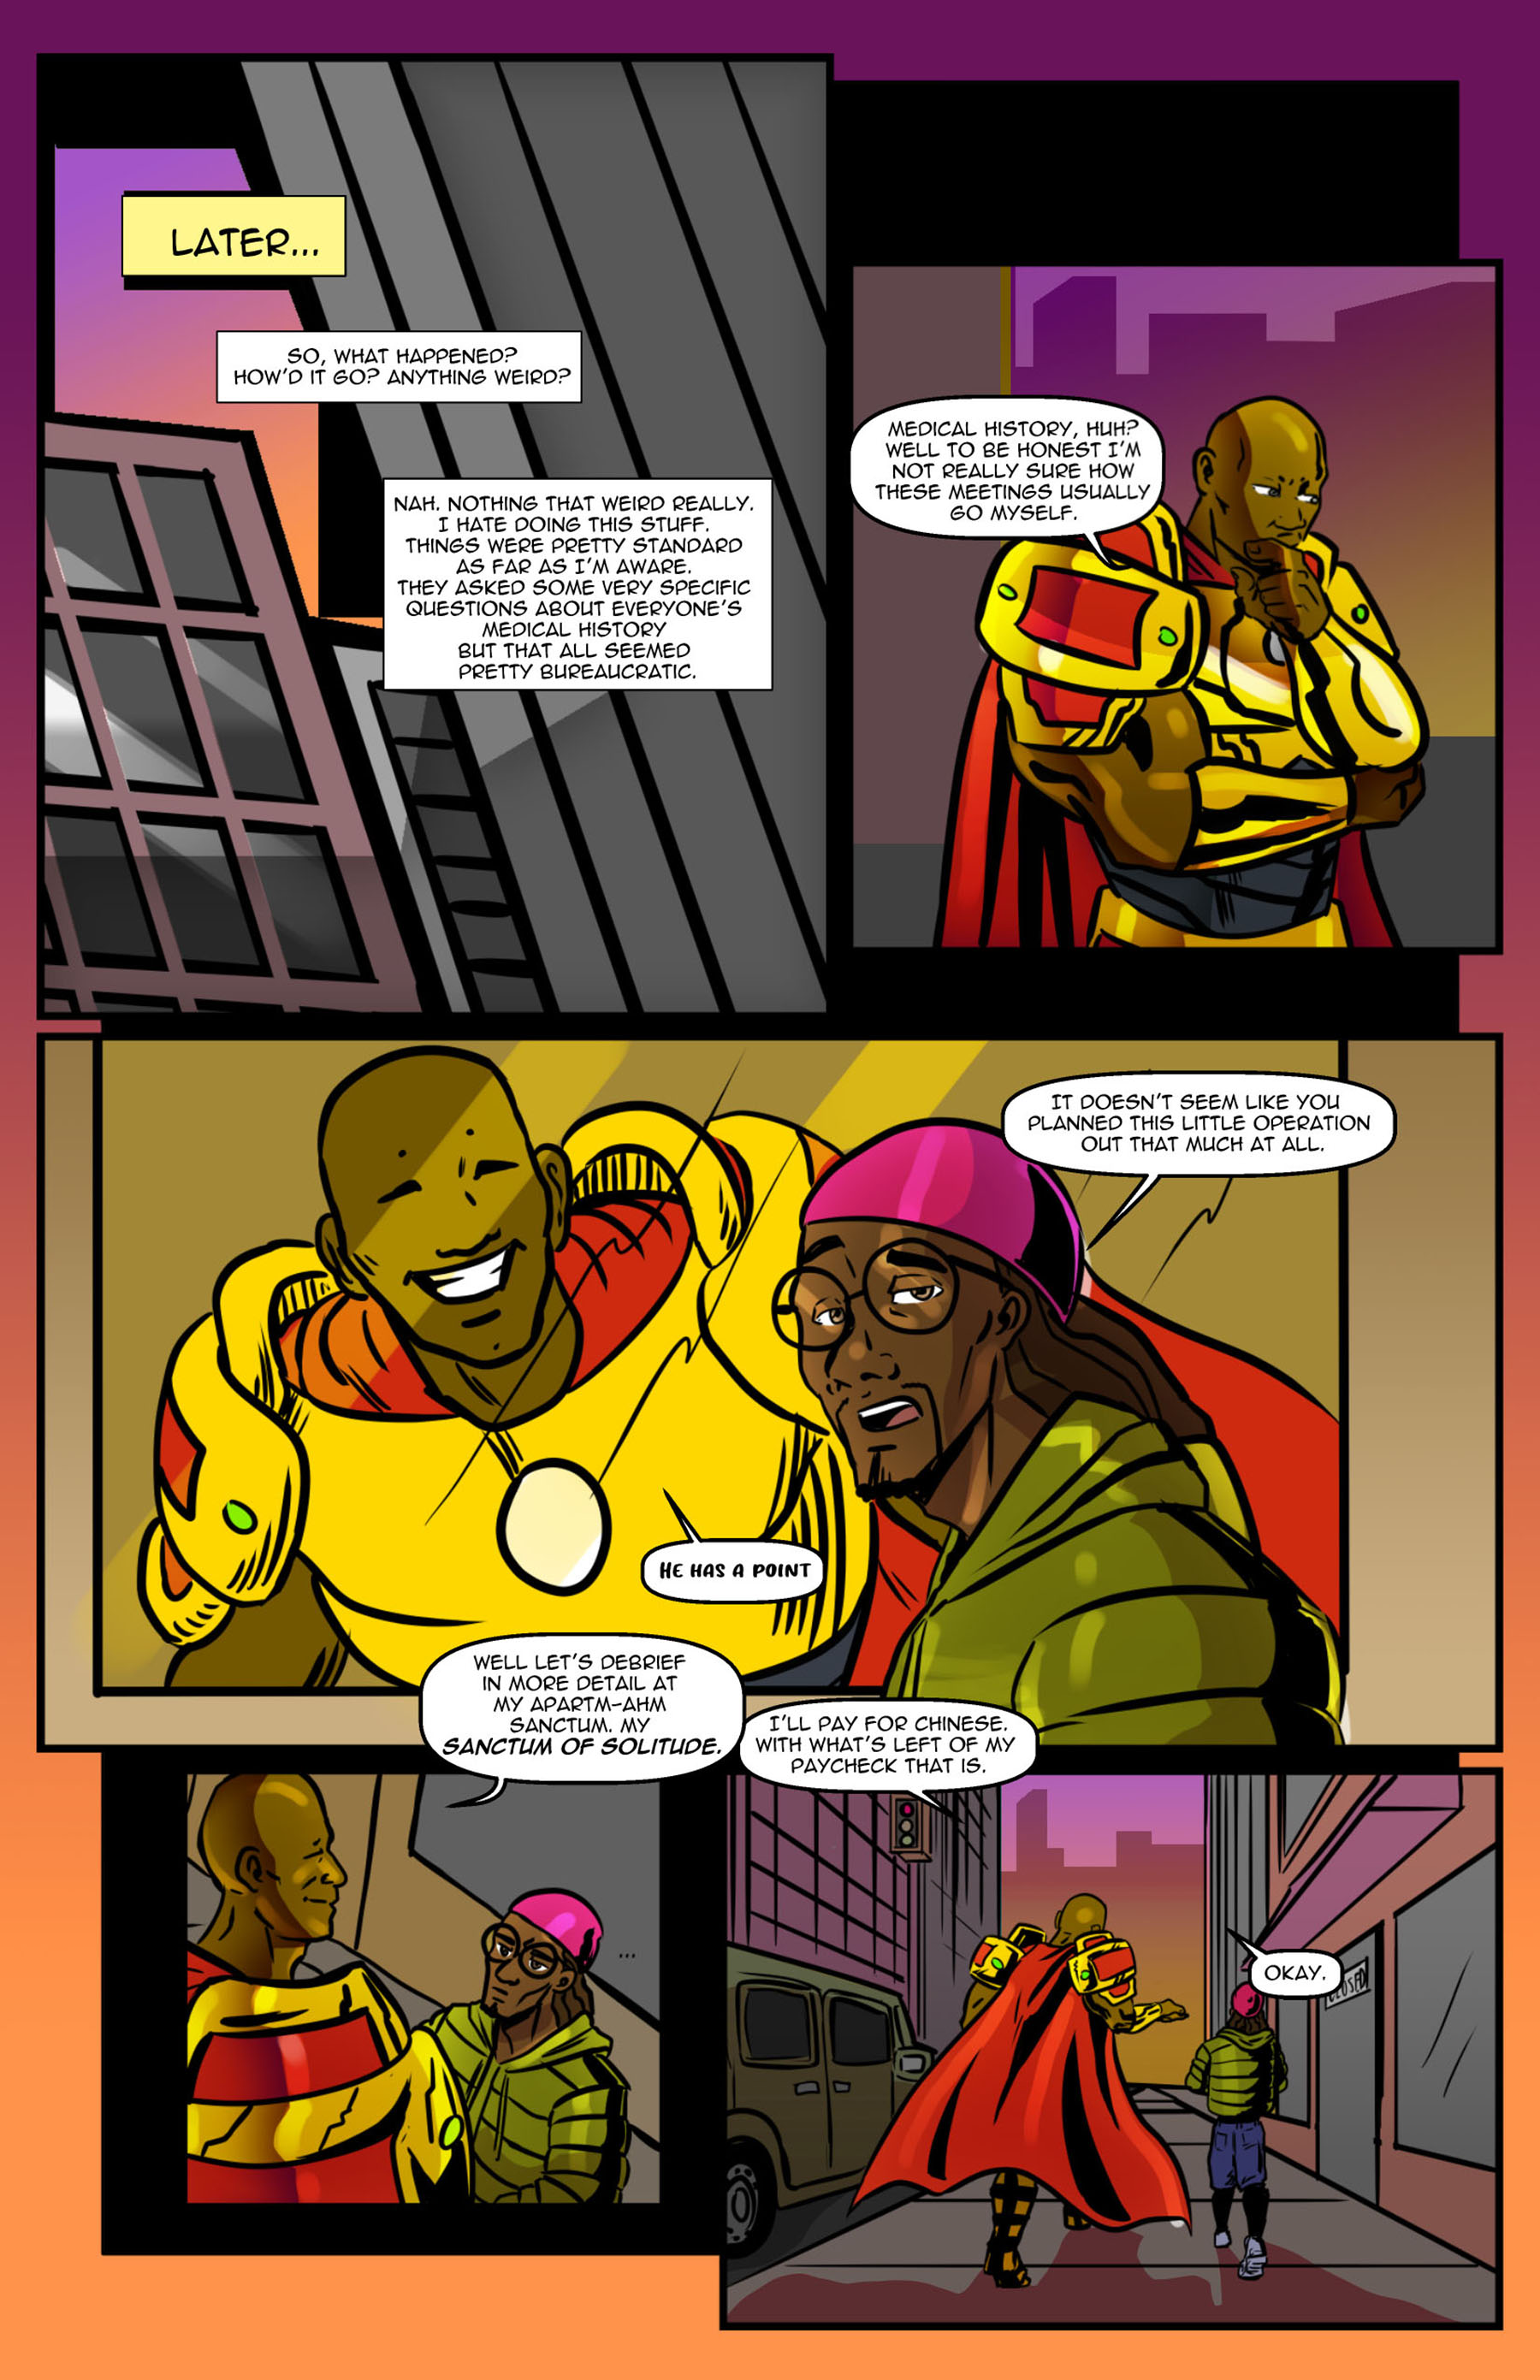 LATER...
SO, WHAT HAPPENED?
HOW'D IT GO? ANYTHING WEIRD?
NAH. NOTHING THAT WEIRD REALLY.
I HATE DOING THIS STUFF.
THINGS WERE PRETTY STANDARD
AS FAR AS I'M AWARE.
THEY ASKED SOME VERY SPECIFIC
QUESTIONS ABOUT EVERYONE'S
MEDICAL HISTORY
BUT THAT ALL SEEMED
PRETTY BUREAUCRATIC.
MEDICAL HISTORY, HUH?
WELL TO BE HONEST I'M
NOT REALLY SURE HOW
THESE MEETINGS USUALLY
GO MYSELF.
IT DOESN'T SEEM LIKE YOU
PLANNED THIS LITTLE OPERATION
OUT THAT MUCH AT ALL.
HE HAS A POINT
WELL LET'S DEBRIEF
IN MORE DETAIL AT
MY APARTM-AHM
SANCTUM. MY
SANCTUM OF SOLITUDE.
...
I'LL PAY FOR CHINESE.
WITH WHAT'S LEFT OF MY
PAYCHECK THAT IS.
OKAY.
CLOSED